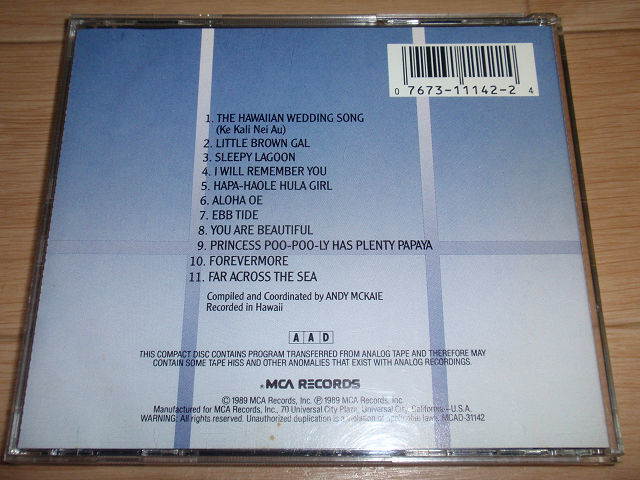 0 7673-11142-2 4
1. THE HAWAIIAN WEDDING SONG
(Ke Kali Nei Au)
2. LITTLE BROWN GAL
3. SLEEPY LAGOON
4. I WILL REMEMBER YOU
5. HAPA-HAOLE HULA GIRL
6. ALOHA OE
7. EBB TIDE
8. YOU ARE BEAUTIFUL
9. PRINCESS POO-POO-LY HAS PLENTY PAPAYA
10. FOREVERMORE
11. FAR ACROSS THE SEA
Compiled and Coordinated by ANDY MCKAIE
Recorded in Hawaii
A A D
THIS COMPACT DISC CONTAINS PROGRAM TRANSFERRED FROM ANALOG TAPE AND THEREFORE MAY
CONTAIN SOME TAPE HISS AND OTHER ANOMALIES THAT EXIST WITH ANALOG RECORDINGS.
MCA RECORDS
© 1989 MCA Records, Inc. ℗ 1989 MCA Records, Inc.
Manufactured for MCA Records, Inc., 70 Universal City Plaza, Universal City, California – U.S.A.
WARNING: All rights reserved. Unauthorized duplication is a violation of applicable laws. MCAD-31142